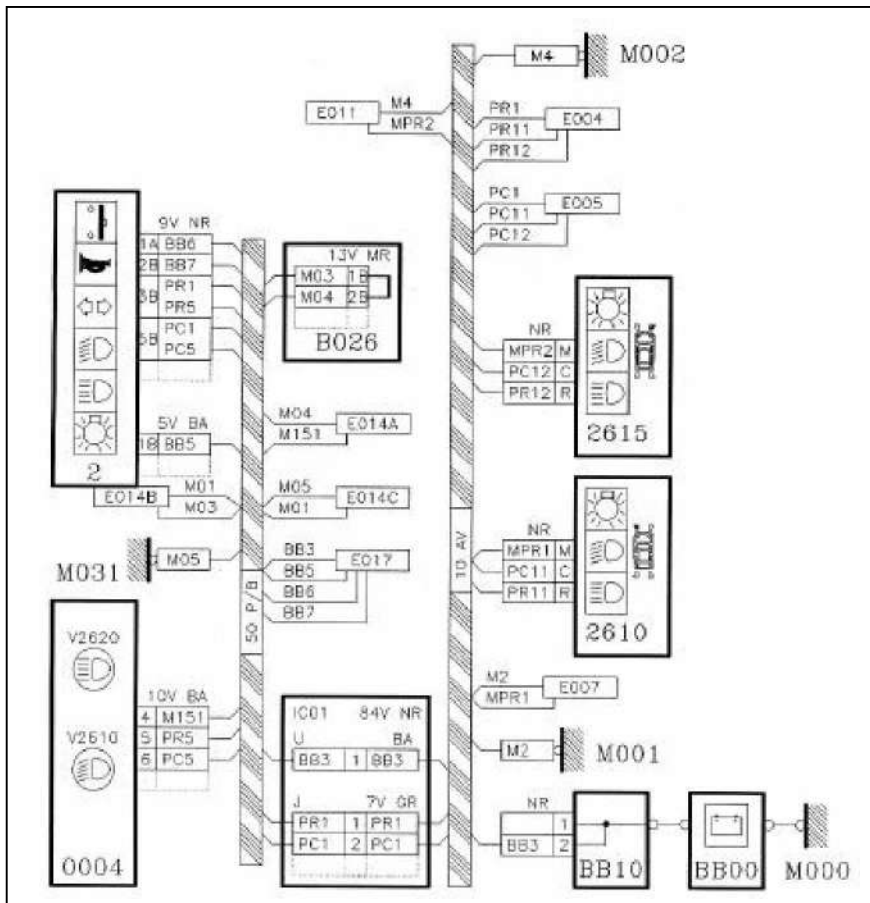 M4 M002
E011 M4
MPR2
PR1
PR11 E004
PR12
PC1
PC11 E005
PC12
9V NR
1A BB6
2B BB7
3B PR1
PR5
5B PC1
PC5
5V BA
1B BB5
2
13V MR
M03 1B
M04 2B
B026
M04
M151 E014A
E014B M01
M03
M05
M01 E014C
M031 M05
BB3
BB5 E017
BB6
BB7
50 P/B
10 AV
NR
MPR2 M
PC12 C
PR12 R
2615
NR
MPR1 M
PC11 C
PR11 R
2610
M2
MPR1 E007
M2 M001
V2620
V2610
10V BA
4 M151
5 PR5
6 PC5
0004
IC01 84V NR
U BA
BB3 1 BB3
J 7V GR
PR1 1 PR1
PC1 2 PC1
NR
1
BB3 2
BB10 BB00 M000